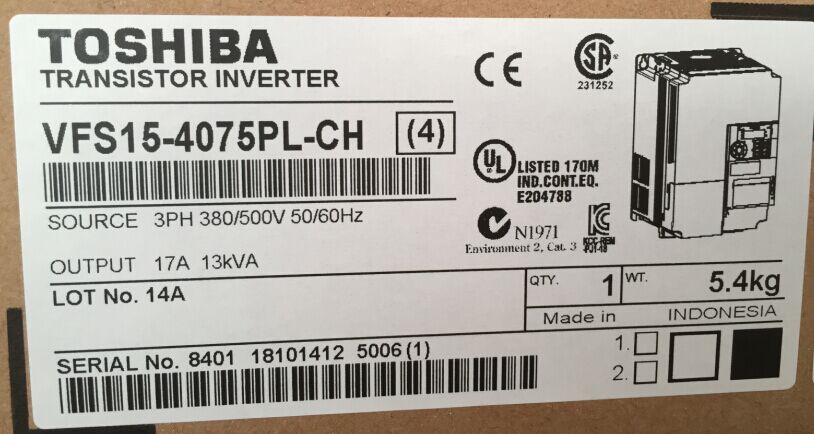 TOSHIBA
TRANSISTOR INVERTER
VFS15-4075PL-CH (4)
SOURCE 3PH 380/500V 50/60Hz
OUTPUT 17A 13kVA
LOT No. 14A
SERIAL No. 8401 18101412 5006 (1)
CE
SA
231252
UL
LISTED 170M
IND.CONT.EQ.
E204788
N1971
Environment 2, Cat. 3
QTY. 1 WT. 5.4kg
Made in INDONESIA
1.
2.